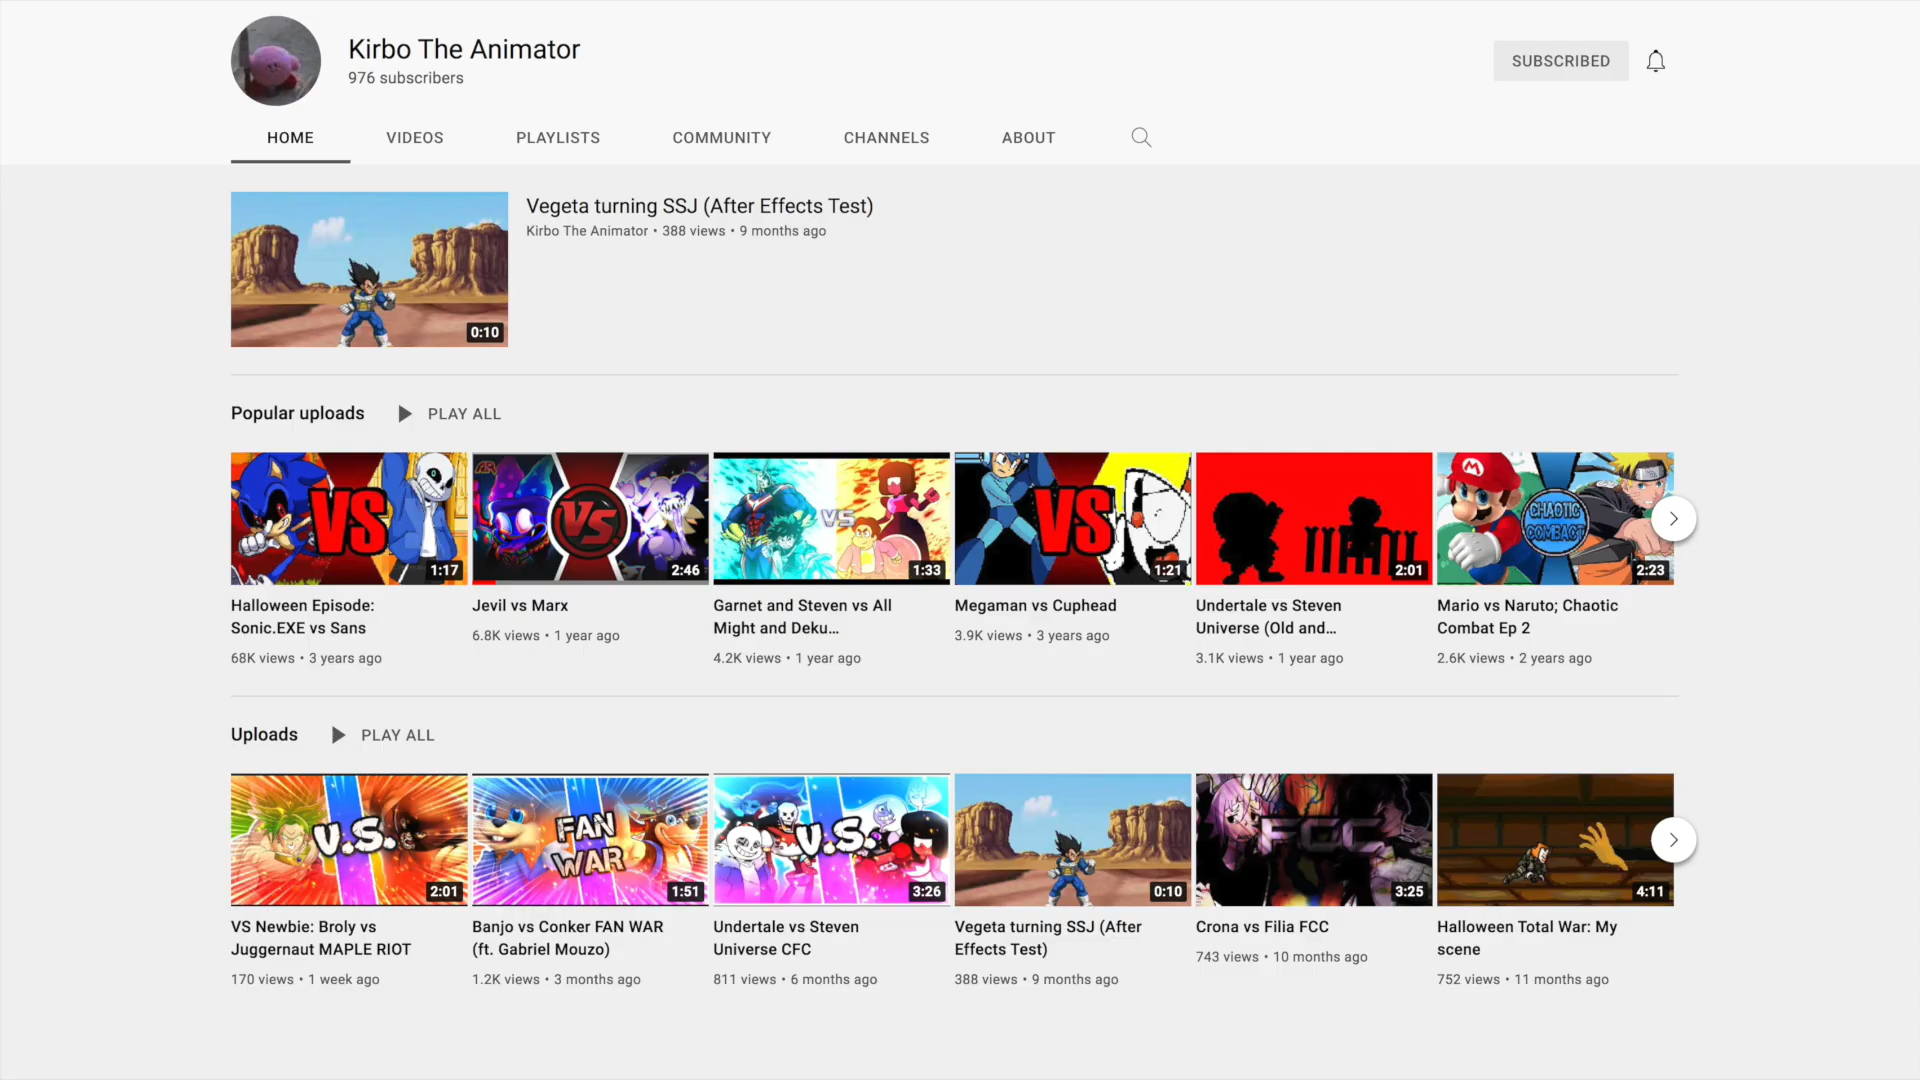 Kirbo The Animator
976 subscribers
SUBSCRIBED
HOME
VIDEOS
PLAYLISTS
COMMUNITY
CHANNELS
ABOUT
0:10
Vegeta turning SSJ (After Effects Test)
Kirbo The Animator • 388 views • 9 months ago
Popular uploads
PLAY ALL
VS
1:17
VS
2:46
VS
1:33
VS
1:21
2:01
CHAOTIC
COMBAT
2:23
Halloween Episode:
Sonic.EXE vs Sans
68K views • 3 years ago
Jevil vs Marx
6.8K views • 1 year ago
Garnet and Steven vs All
Might and Deku...
4.2K views • 1 year ago
Megaman vs Cuphead
3.9K views • 3 years ago
Undertale vs Steven
Universe (Old and...
3.1K views • 1 year ago
Mario vs Naruto; Chaotic
Combat Ep 2
2.6K views • 2 years ago
Uploads
PLAY ALL
V.S.
2:01
FAN
WAR
1:51
V.S.
3:26
0:10
FCC
3:25
4:11
VS Newbie: Broly vs
Juggernaut MAPLE RIOT
170 views • 1 week ago
Banjo vs Conker FAN WAR
(ft. Gabriel Mouzo)
1.2K views • 3 months ago
Undertale vs Steven
Universe CFC
811 views • 6 months ago
Vegeta turning SSJ (After
Effects Test)
388 views • 9 months ago
Crona vs Filia FCC
743 views • 10 months ago
Halloween Total War: My
scene
752 views • 11 months ago